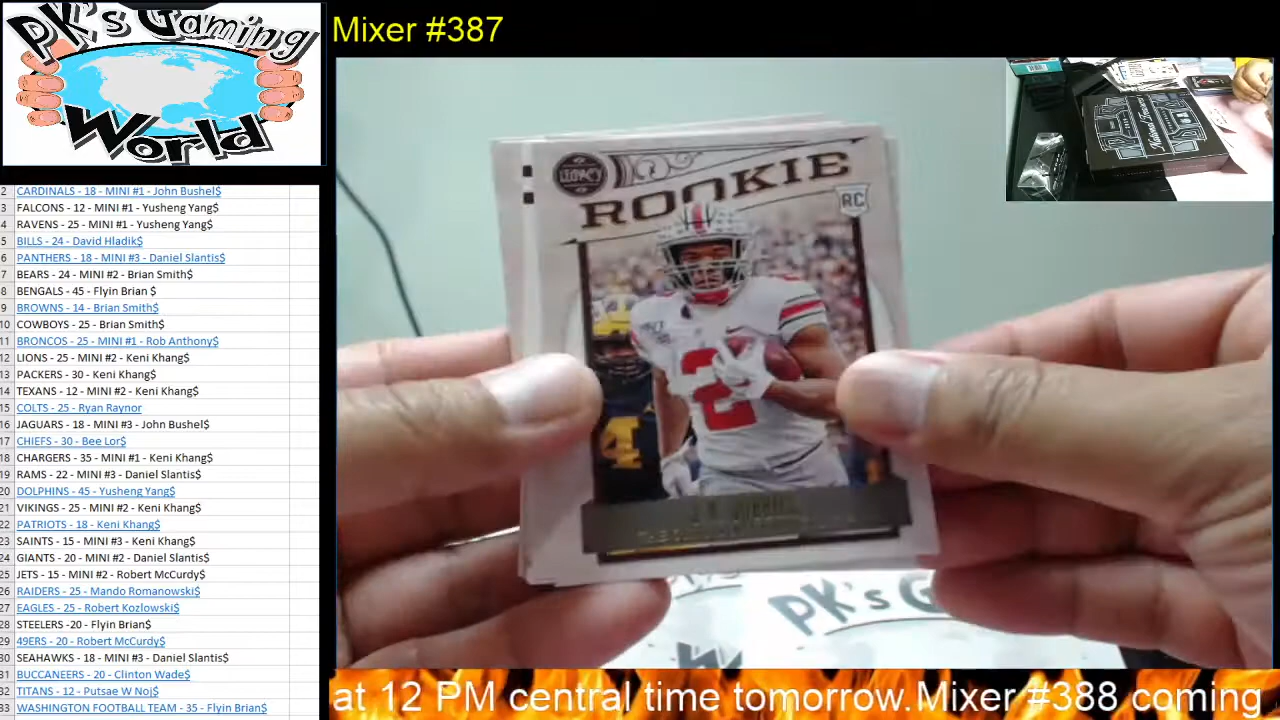 PK's Gaming
World
Mixer #387
2 CARDINALS - 18 - MINI #1 - John Bushel$
3 FALCONS - 12 - MINI #1 - Yusheng Yang$
4 RAVENS - 25 - MINI #1 - Yusheng Yang$
5 BILLS - 24 - David Hladik$
6 PANTHERS - 18 - MINI #3 - Daniel Slantis$
7 BEARS - 24 - MINI #2 - Brian Smith$
8 BENGALS - 45 - Flyin Brian $
9 BROWNS - 14 - Brian Smith$
10 COWBOYS - 25 - Brian Smith$
11 BRONCOS - 25 - MINI #1 - Rob Anthony$
12 LIONS - 25 - MINI #2 - Keni Khang$
13 PACKERS - 30 - Keni Khang$
14 TEXANS - 12 - MINI #2 - Keni Khang$
15 COLTS - 25 - Ryan Raynor
16 JAGUARS - 18 - MINI #3 - John Bushel$
17 CHIEFS - 30 - Bee Lor$
18 CHARGERS - 35 - MINI #1 - Keni Khang$
19 RAMS - 22 - MINI #3 - Daniel Slantis$
20 DOLPHINS - 45 - Yusheng Yang$
21 VIKINGS - 25 - MINI #2 - Keni Khang$
22 PATRIOTS - 18 - Keni Khang$
23 SAINTS - 15 - MINI #3 - Keni Khang$
24 GIANTS - 20 - MINI #2 - Daniel Slantis$
25 JETS - 15 - MINI #2 - Robert McCurdy$
26 RAIDERS - 25 - Mando Romanowski$
27 EAGLES - 25 - Robert Kozlowski$
28 STEELERS -20 - Flyin Brian$
29 49ERS - 20 - Robert McCurdy$
30 SEAHAWKS - 18 - MINI #3 - Daniel Slantis$
31 BUCCANEERS - 20 - Clinton Wade$
32 TITANS - 12 - Putsae W Noj$
33 WASHINGTON FOOTBALL TEAM - 35 - Flyin Brian$
LEGACY
ROOKIE
RC
2
4
National Treasures
PK's G
at 12 PM central time tomorrow.Mixer #388 coming